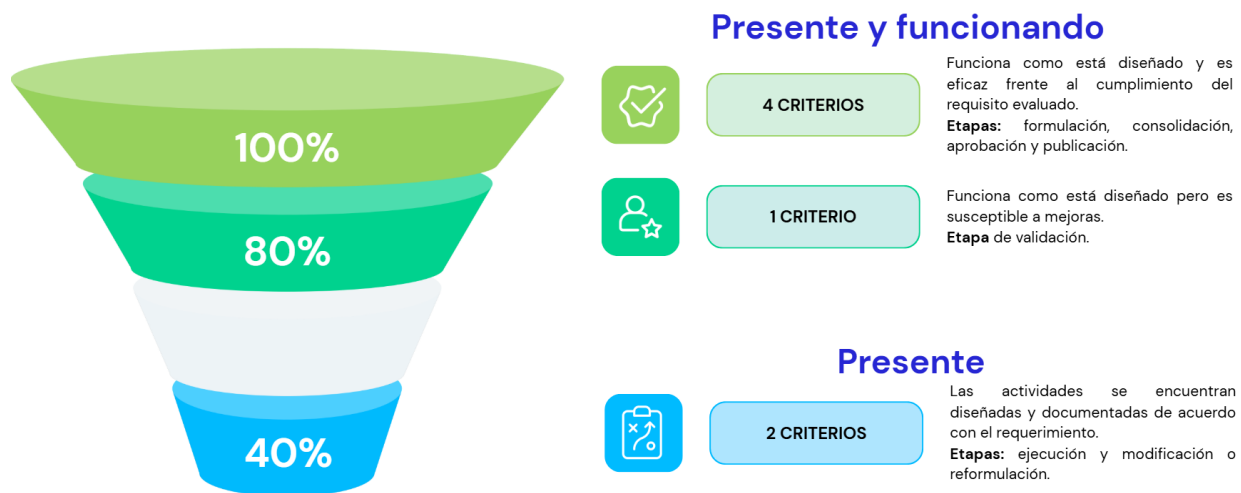 100%
80%
40%
Presente y funcionando
4 CRITERIOS
Funciona como está diseñado y es
eficaz frente al cumplimiento del
requisito evaluado.
Etapas: formulación, consolidación,
aprobación y publicación.
1 CRITERIO
Funciona como está diseñado pero es
susceptible a mejoras.
Etapa de validación.
Presente
2 CRITERIOS
Las actividades se encuentran
diseñadas y documentadas de acuerdo
con el requerimiento.
Etapas: ejecución y modificación o
reformulación.